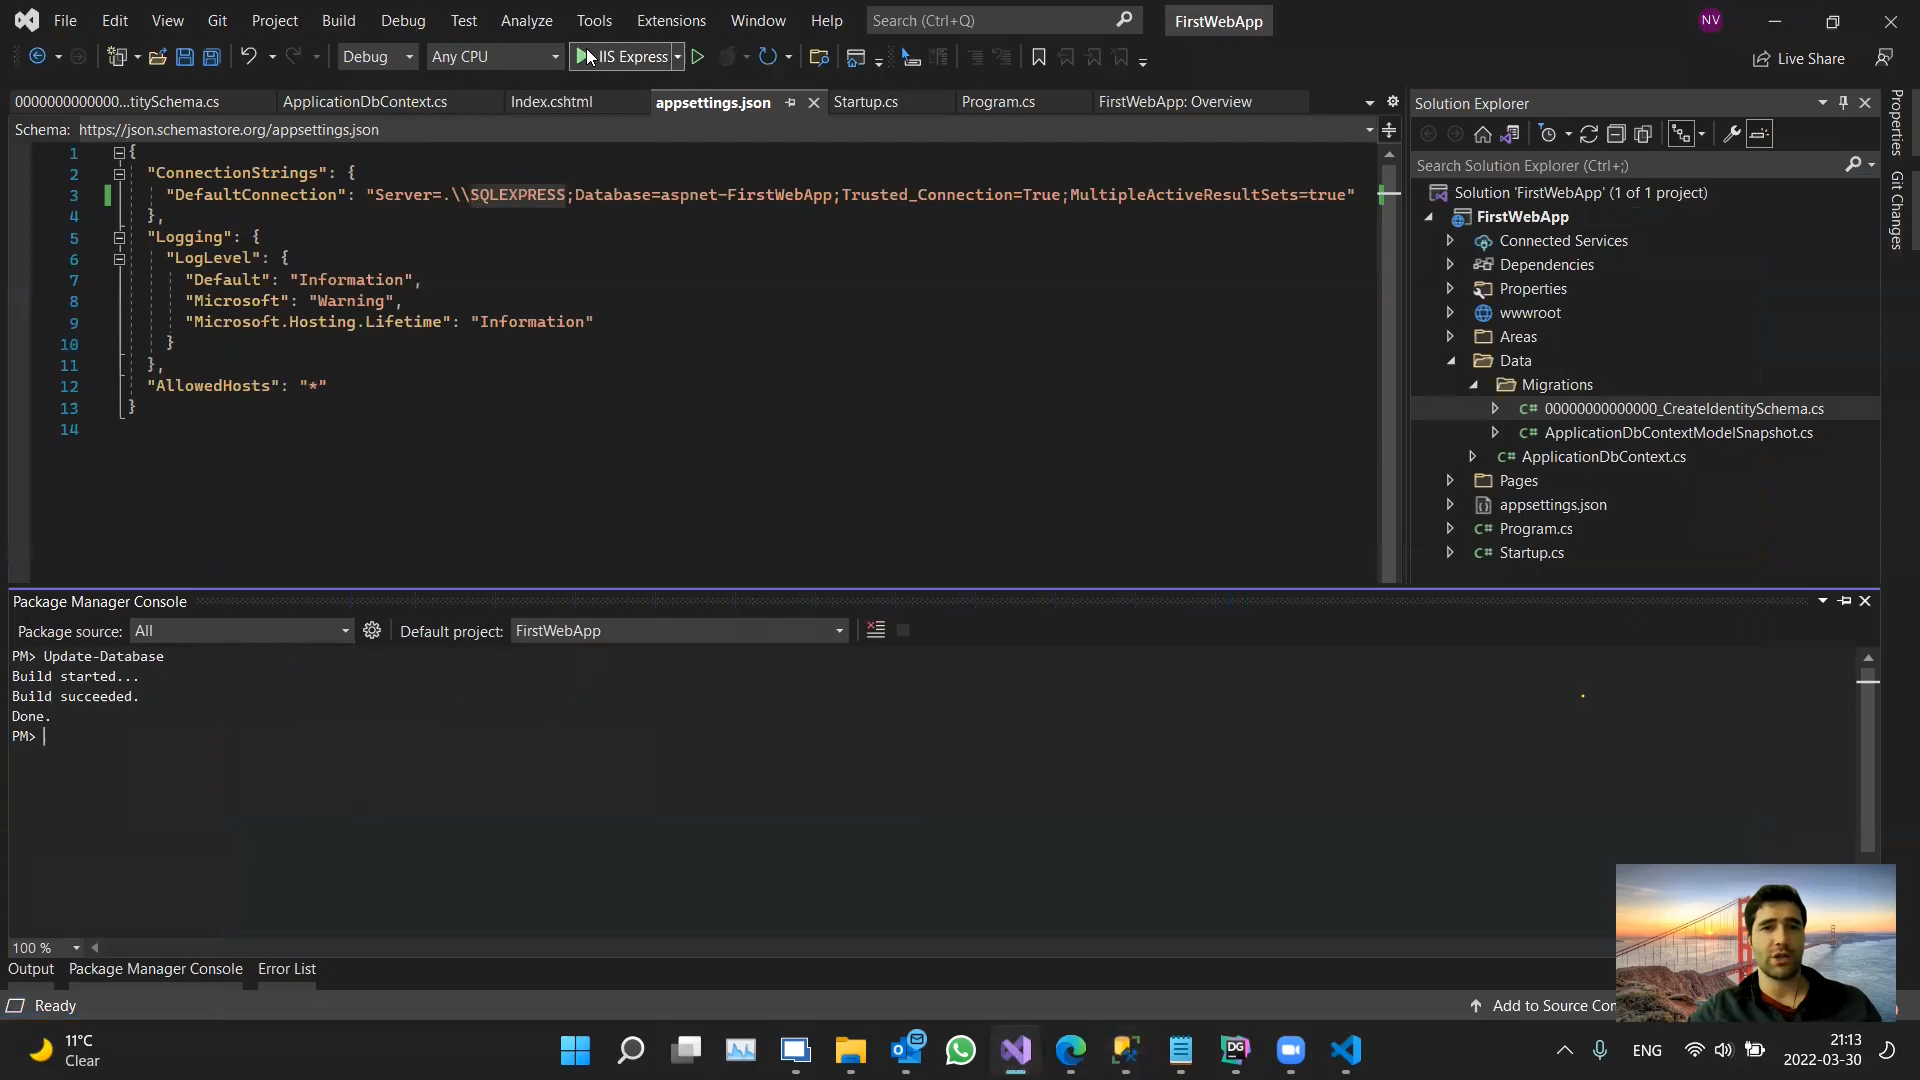 File Edit View Git Project Build Debug Test Analyze Tools Extensions Window Help Search (Ctrl+Q) FirstWebApp NV
Debug Any CPU IIS Express Live Share
0000000000000...titySchema.cs ApplicationDbContext.cs Index.cshtml appsettings.json Startup.cs Program.cs FirstWebApp: Overview
Schema: https://json.schemastore.org/appsettings.json
1 {
2 "ConnectionStrings": {
3 "DefaultConnection": "Server=.\\SQLEXPRESS;Database=aspnet-FirstWebApp;Trusted_Connection=True;MultipleActiveResultSets=true"
4 },
5 "Logging": {
6 "LogLevel": {
7 "Default": "Information",
8 "Microsoft": "Warning",
9 "Microsoft.Hosting.Lifetime": "Information"
10 }
11 },
12 "AllowedHosts": "*"
13 }
14
Solution Explorer
Search Solution Explorer (Ctrl+;)
Solution 'FirstWebApp' (1 of 1 project)
FirstWebApp
Connected Services
Dependencies
Properties
wwwroot
Areas
Data
Migrations
C# 00000000000000_CreateIdentitySchema.cs
C# ApplicationDbContextModelSnapshot.cs
C# ApplicationDbContext.cs
Pages
appsettings.json
C# Program.cs
C# Startup.cs
Properties
Git Changes
Package Manager Console
Package source: All Default project: FirstWebApp
PM> Update-Database
Build started...
Build succeeded.
Done.
PM>
100 %
Output Package Manager Console Error List
Ready Add to Source Con
11°C
Clear
DG
ENG
21:13
2022-03-30